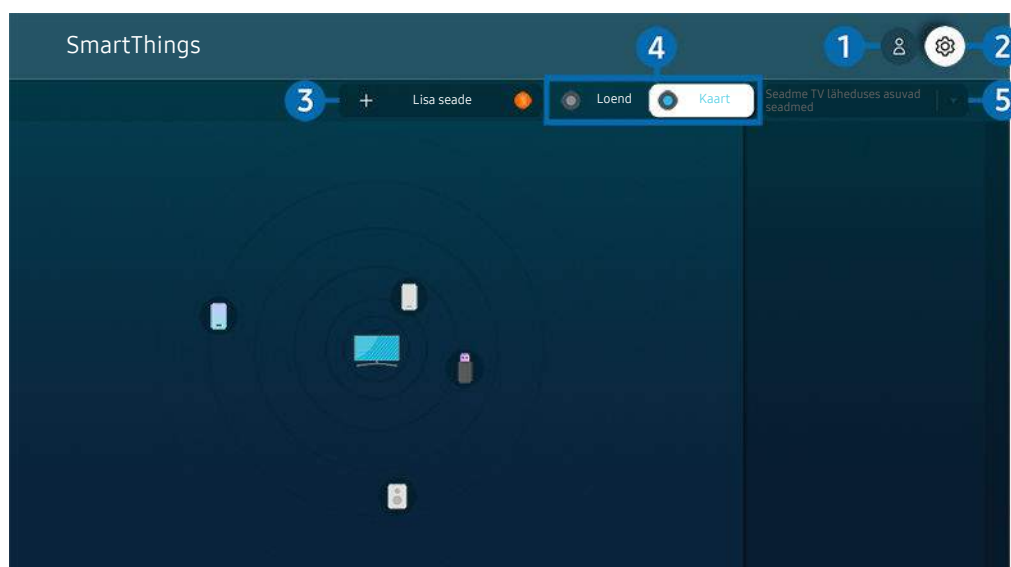 SmartThings
4
1
2
3
Lisa seade
Loend
Kaart
Seadme TV läheduses asuvad
seadmed
5